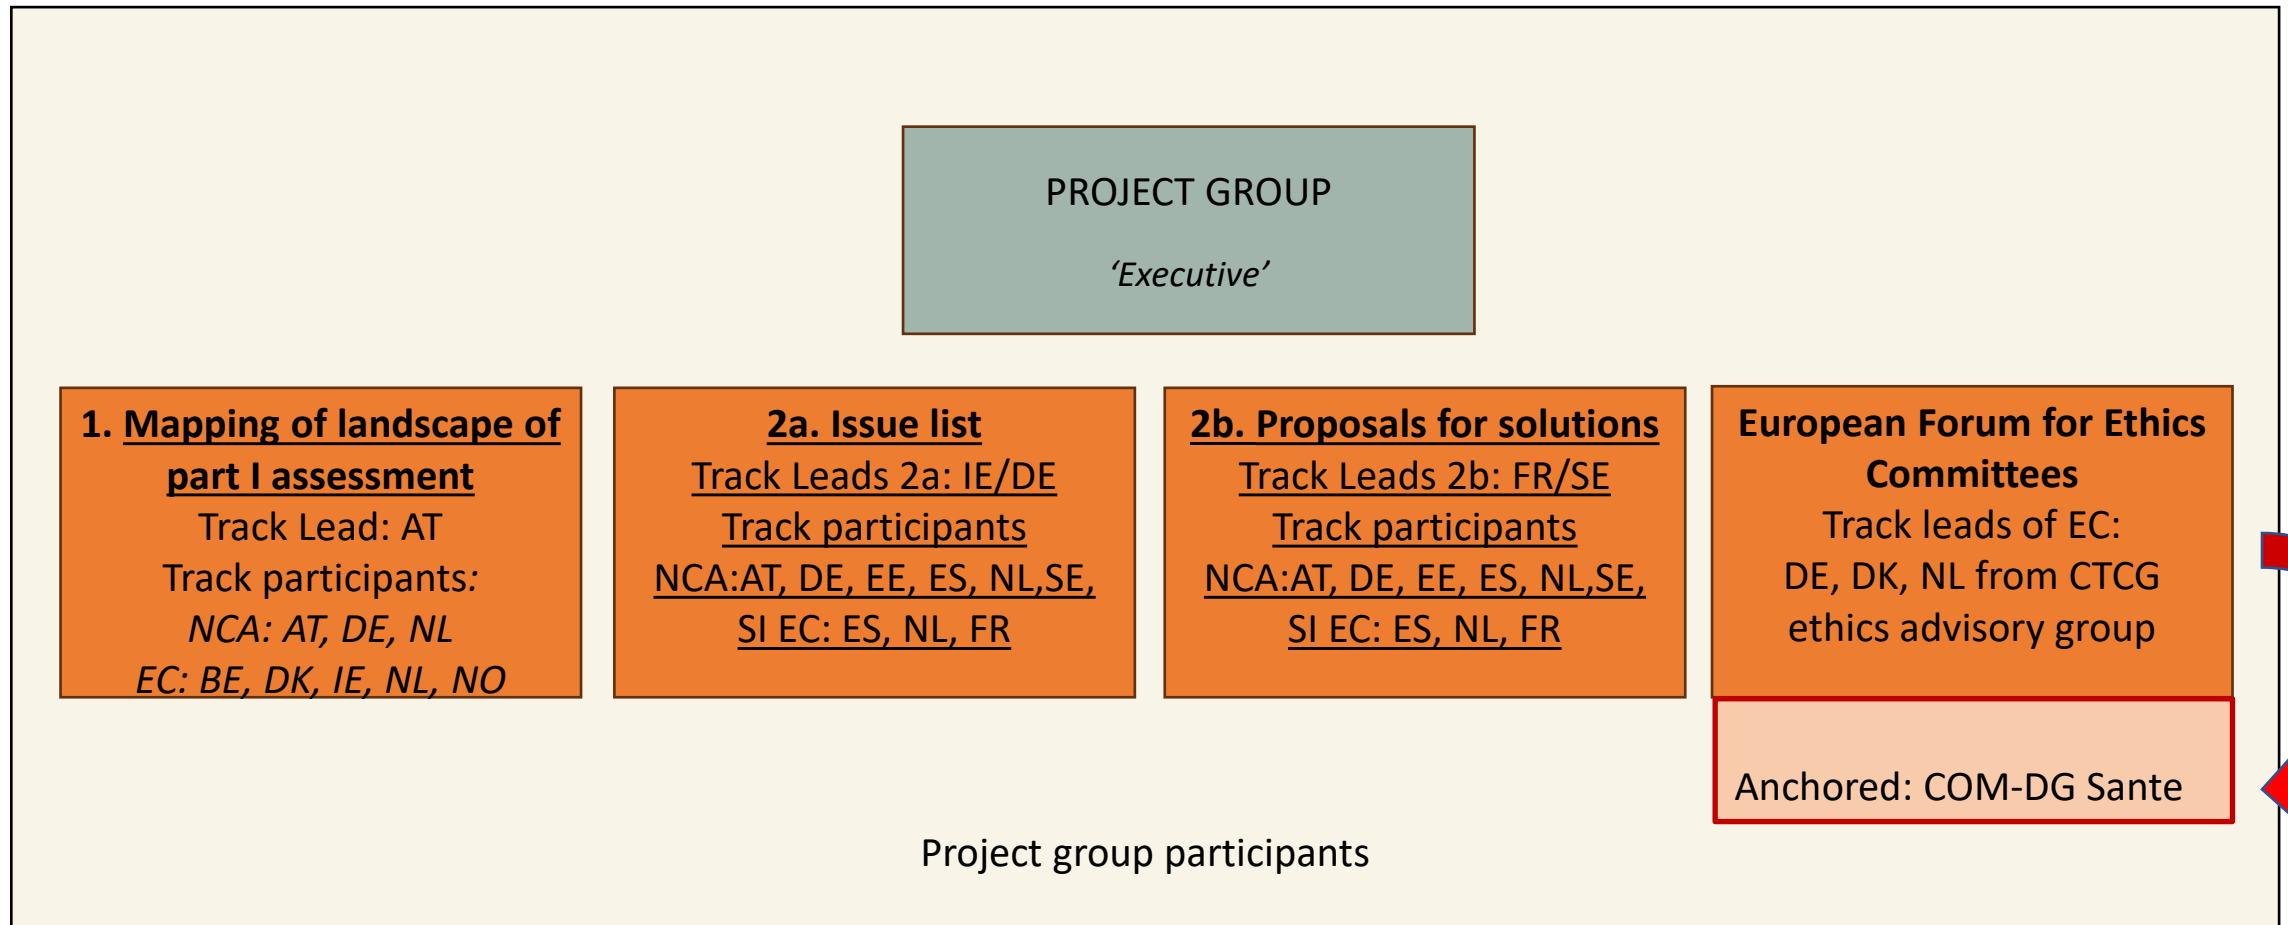 PROJECT GROUP
‘Executive’
1. Mapping of landscape of
part I assessment
Track Lead: AT
Track participants:
NCA: AT, DE, NL
EC: BE, DK, IE, NL, NO
2a. Issue list
Track Leads 2a: IE/DE
Track participants
NCA:AT, DE, EE, ES, NL,SE,
SI EC: ES, NL, FR
2b. Proposals for solutions
Track Leads 2b: FR/SE
Track participants
NCA:AT, DE, EE, ES, NL,SE,
SI EC: ES, NL, FR
European Forum for Ethics
Committees
Track leads of EC:
DE, DK, NL from CTCG
ethics advisory group
Anchored: COM-DG Sante
Project group participants